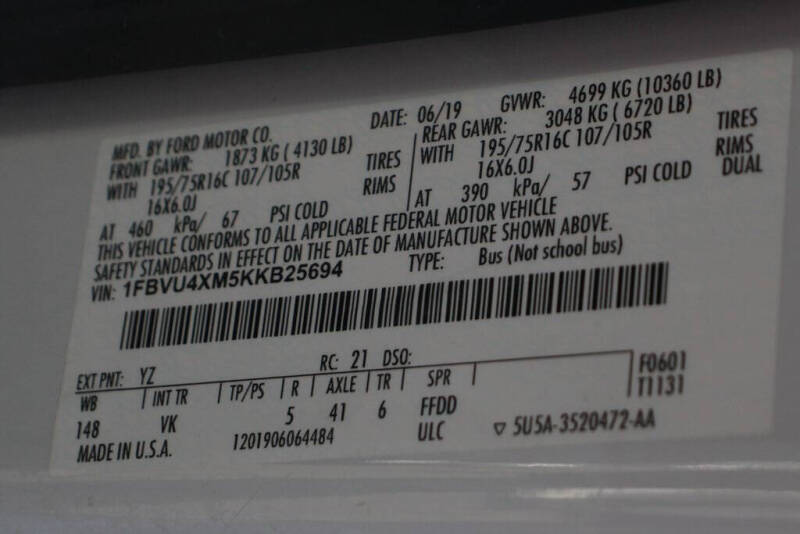 MFD. BY FORD MOTOR CO. DATE: 06/19 GVWR: 4699 KG (10360 LB)
FRONT GAWR: 1873 KG ( 4130 LB) REAR GAWR: 3048 KG ( 6720 LB)
WITH 195/75R16C 107/105R TIRES WITH 195/75R16C 107/105R TIRES
16X6.0J RIMS 16X6.0J RIMS
AT 460 kPa/ 67 PSI COLD AT 390 kPa/ 57 PSI COLD DUAL
THIS VEHICLE CONFORMS TO ALL APPLICABLE FEDERAL MOTOR VEHICLE
SAFETY STANDARDS IN EFFECT ON THE DATE OF MANUFACTURE SHOWN ABOVE.
VIN: 1FBVU4XM5KKB25694 TYPE: Bus (Not school bus)
EXT PNT: YZ RC: 21 DSO: F0601
WB INT TR TP/PS R AXLE TR SPR T1131
148 VK 5 41 6 FFDD
MADE IN U.S.A. 1201906064484 ULC ▽ 5U5A-3520472-AA